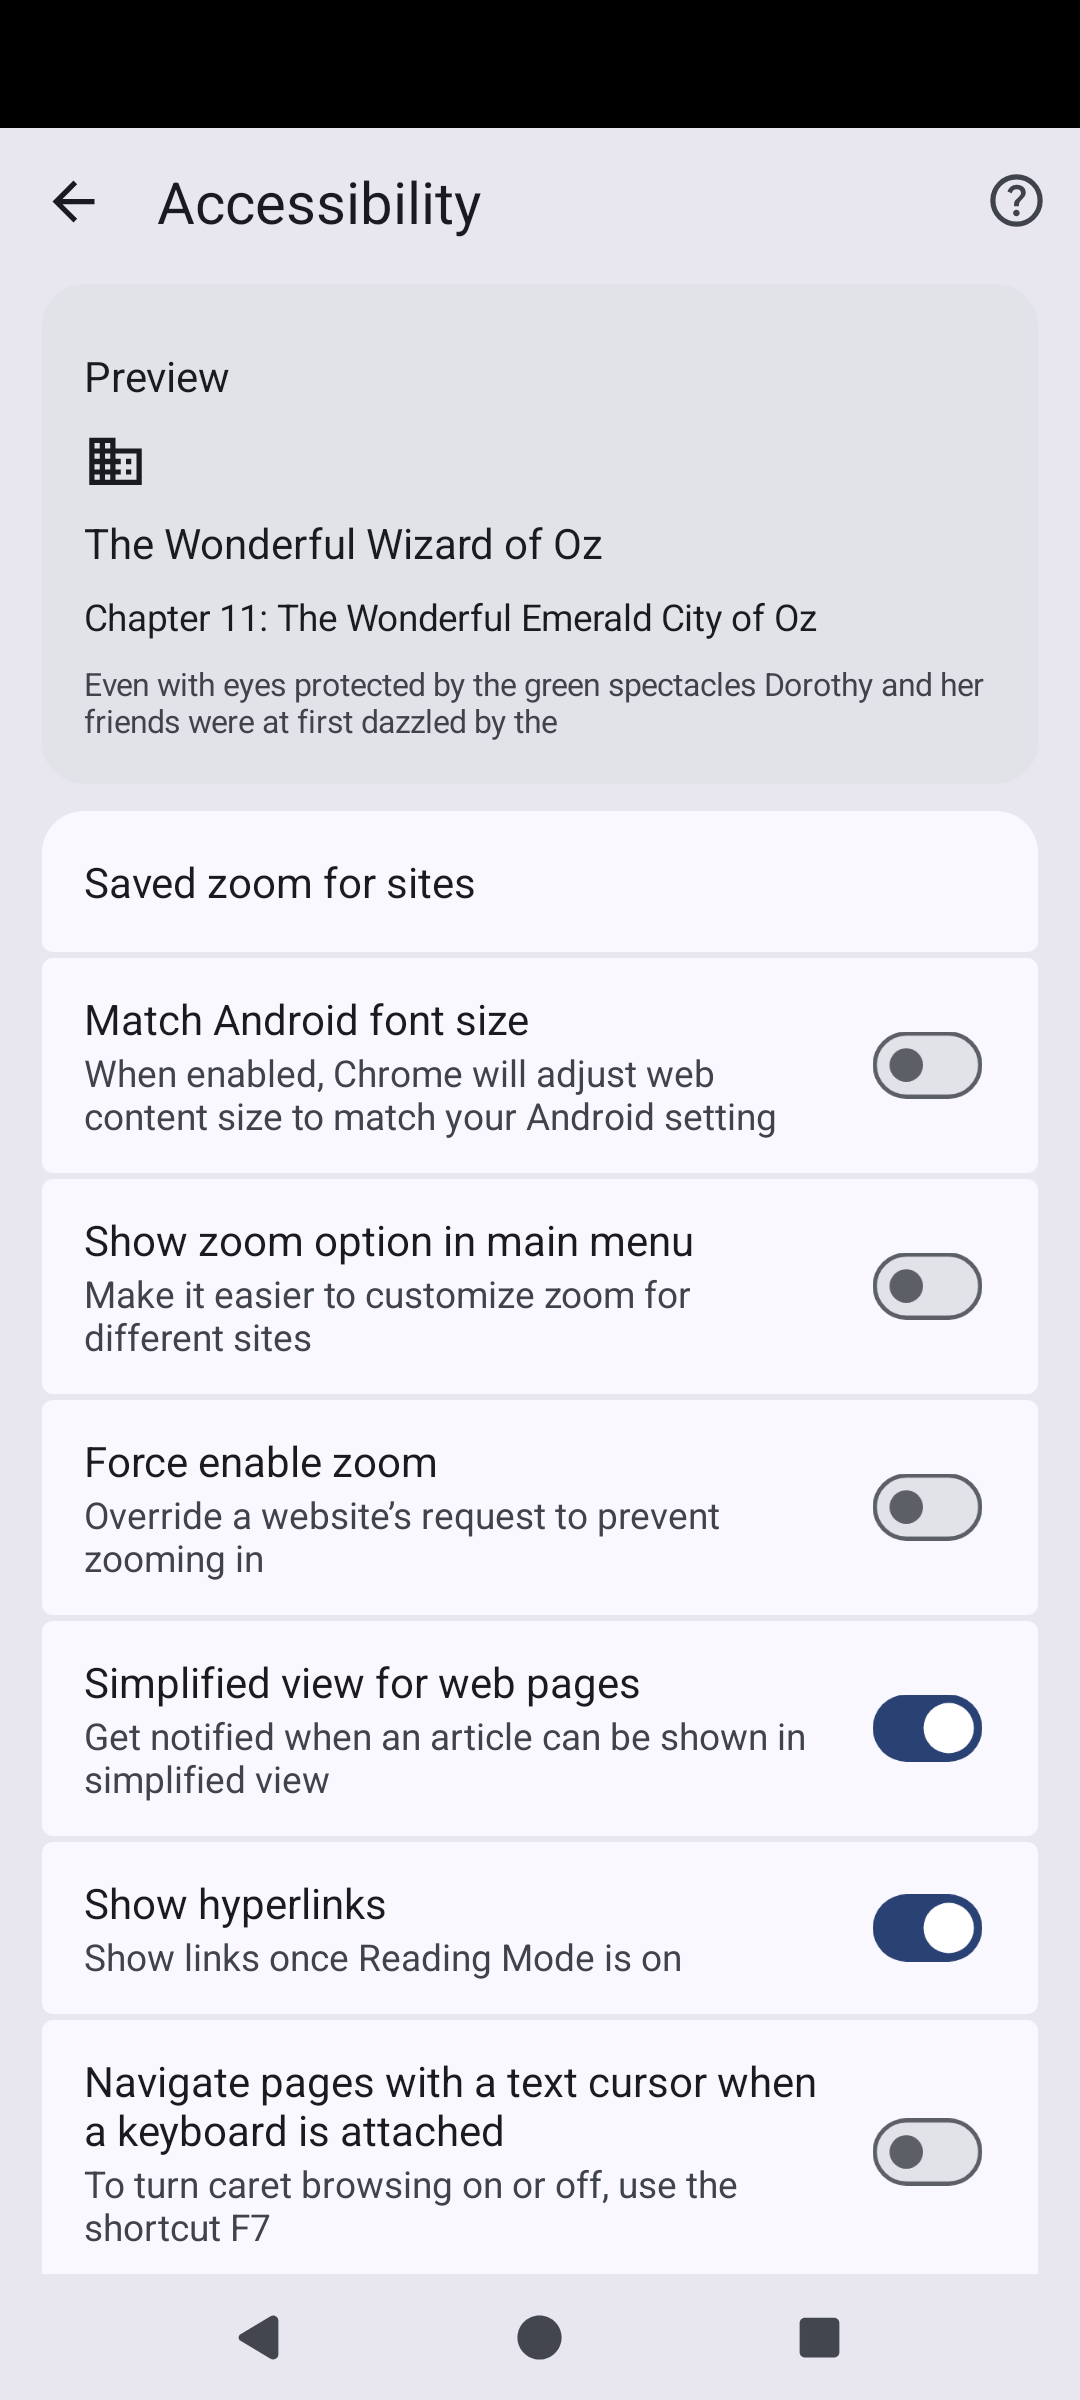 Accessibility
Preview
The Wonderful Wizard of Oz
Chapter 11: The Wonderful Emerald City of Oz
Even with eyes protected by the green spectacles Dorothy and her
friends were at first dazzled by the
Saved zoom for sites
Match Android font size
When enabled, Chrome will adjust web
content size to match your Android setting
Show zoom option in main menu
Make it easier to customize zoom for
different sites
Force enable zoom
Override a website’s request to prevent
zooming in
Simplified view for web pages
Get notified when an article can be shown in
simplified view
Show hyperlinks
Show links once Reading Mode is on
Navigate pages with a text cursor when
a keyboard is attached
To turn caret browsing on or off, use the
shortcut F7